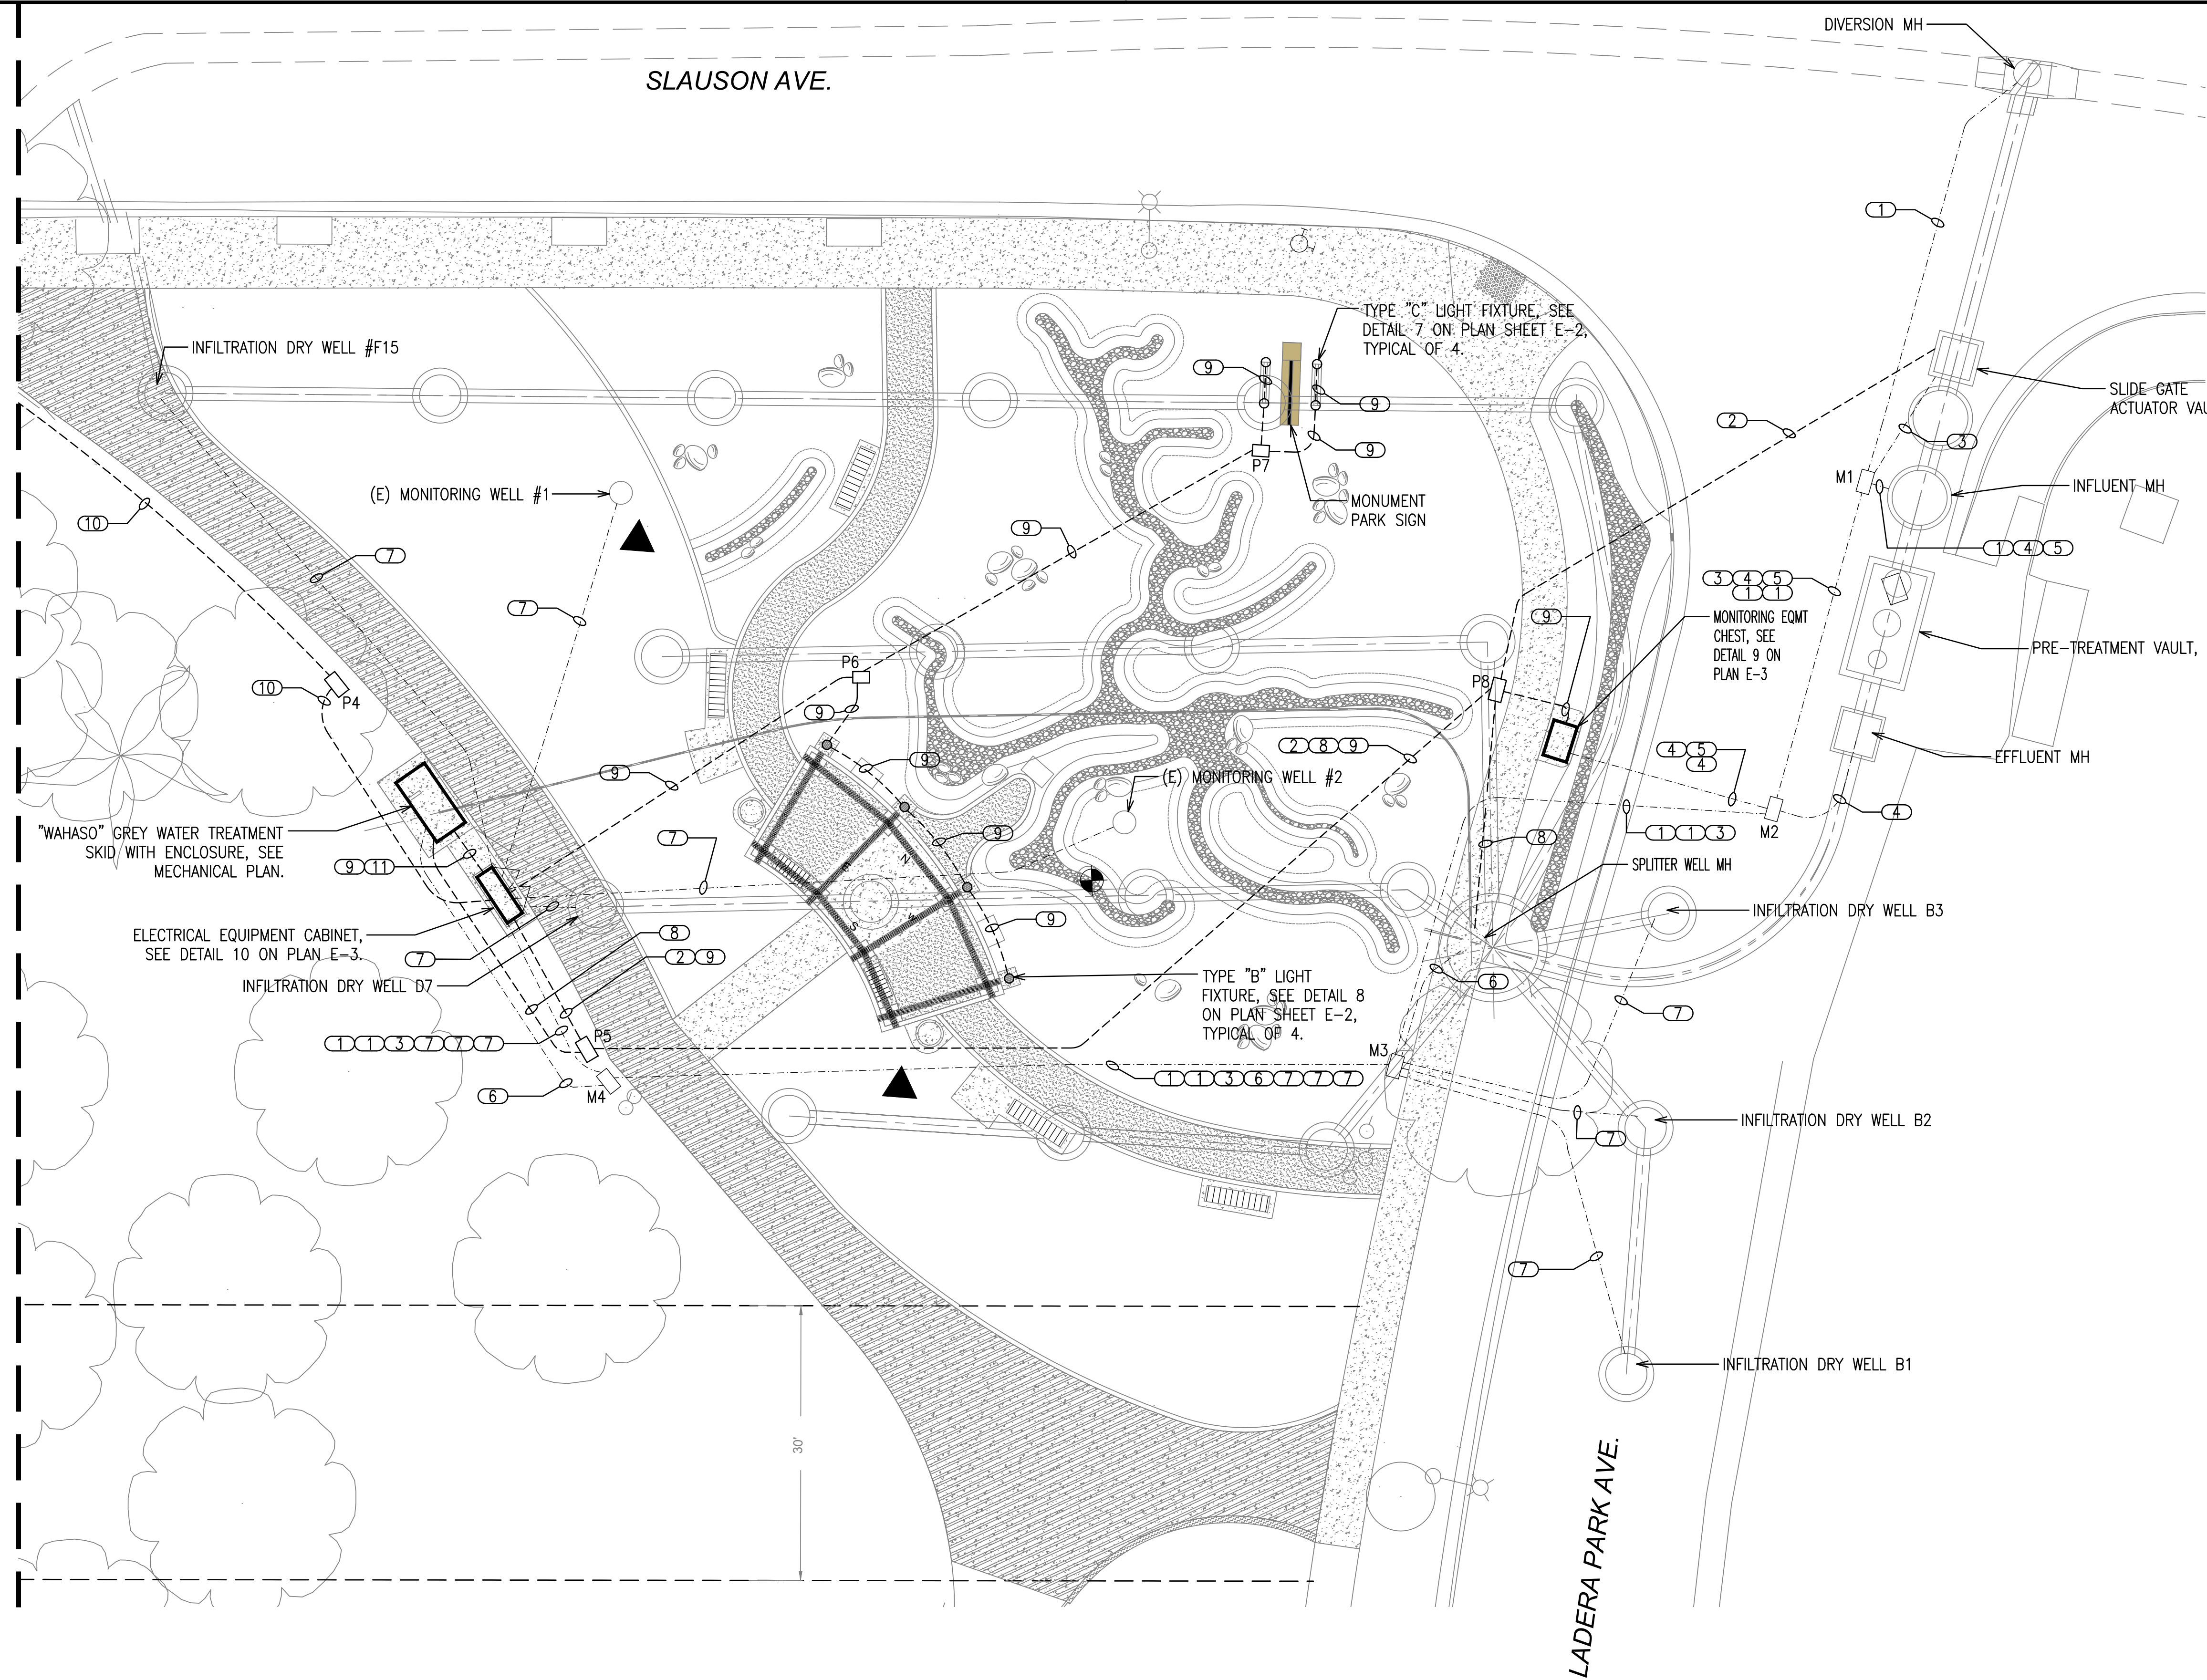 DIVERSION MH
SLAUSON AVE.
1
TYPE "C" LIGHT FIXTURE, SEE
DETAIL 7 ON PLAN SHEET E-2,
TYPICAL OF 4.
INFILTRATION DRY WELL #F15
9
9
9
SLIDE GATE
ACTUATOR VAU
2
3
P7
M1
INFLUENT MH
(E) MONITORING WELL #1
MONUMENT
PARK SIGN
10
7
9
1 4 5
3 4 5
1 1
7
9
MONITORING EQMT
CHEST, SEE
DETAIL 9 ON
PLAN E-3
PRE-TREATMENT VAULT,
P6
P8
10
P4
9
2 8 9
4 5
4
EFFLUENT MH
9
9
(E) MONITORING WELL #2
"WAHASO" GREY WATER TREATMENT
SKID WITH ENCLOSURE, SEE
MECHANICAL PLAN.
9 11
7
9
8
1 1 3
M2
4
SPLITTER WELL MH
N
E
W
S
9
INFILTRATION DRY WELL B3
ELECTRICAL EQUIPMENT CABINET,
SEE DETAIL 10 ON PLAN E-3.
7
8
2 9
INFILTRATION DRY WELL D7
TYPE "B" LIGHT
FIXTURE, SEE DETAIL 8
ON PLAN SHEET E-2,
TYPICAL OF 4.
6
7
1 1 3 7 7 7
P5
M3
1 1 3 6 7 7 7
6
M4
INFILTRATION DRY WELL B2
7
7
INFILTRATION DRY WELL B1
30'
LADERA PARK AVE.